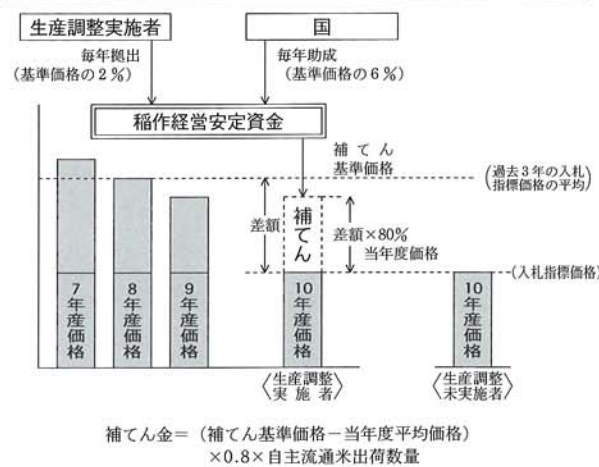 生産調整実施者
国
毎年拠出
(基準価格の2%)
毎年助成
(基準価格の6%)
稲作経営安定資金
補てん
基準価格
(過去3年の入札
指標価格の平均)
差額
補てん
差額×80%
当年度価格
(入札指標価格)
7年産価格
8年産価格
9年産価格
10年産価格
10年産価格
〈生産調整
実施者〉
〈生産調整
未実施者〉
補てん金=(補てん基準価格−当年度平均価格)
×0.8×自主流通米出荷数量